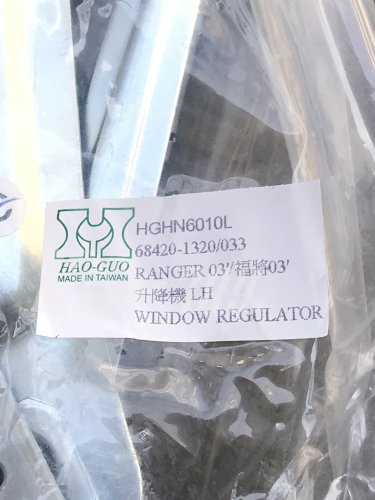 HGHN6010L
68420-1320/033
RANGER 03'/福將03'
升降機 LH
WINDOW REGULATOR
HAO-GUO
MADE IN TAIWAN